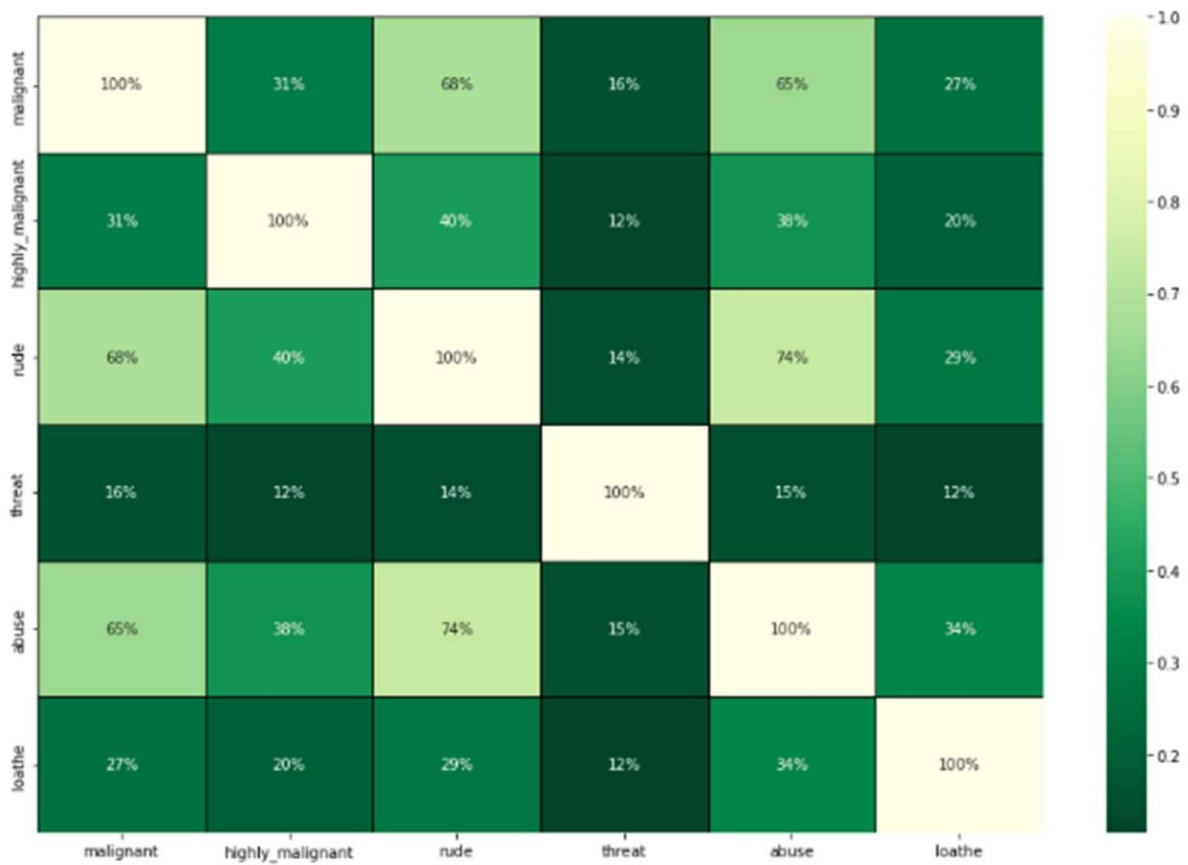 malignant 100% 31% 68% 16% 65% 27%
highly_malignant 31% 100% 40% 12% 38% 20%
rude 68% 40% 100% 14% 74% 29%
threat 16% 12% 14% 100% 15% 12%
abuse 65% 38% 74% 15% 100% 34%
loathe 27% 20% 29% 12% 34% 100%
malignant highly_malignant rude threat abuse loathe
1.0
0.9
0.8
0.7
0.6
0.5
0.4
0.3
0.2